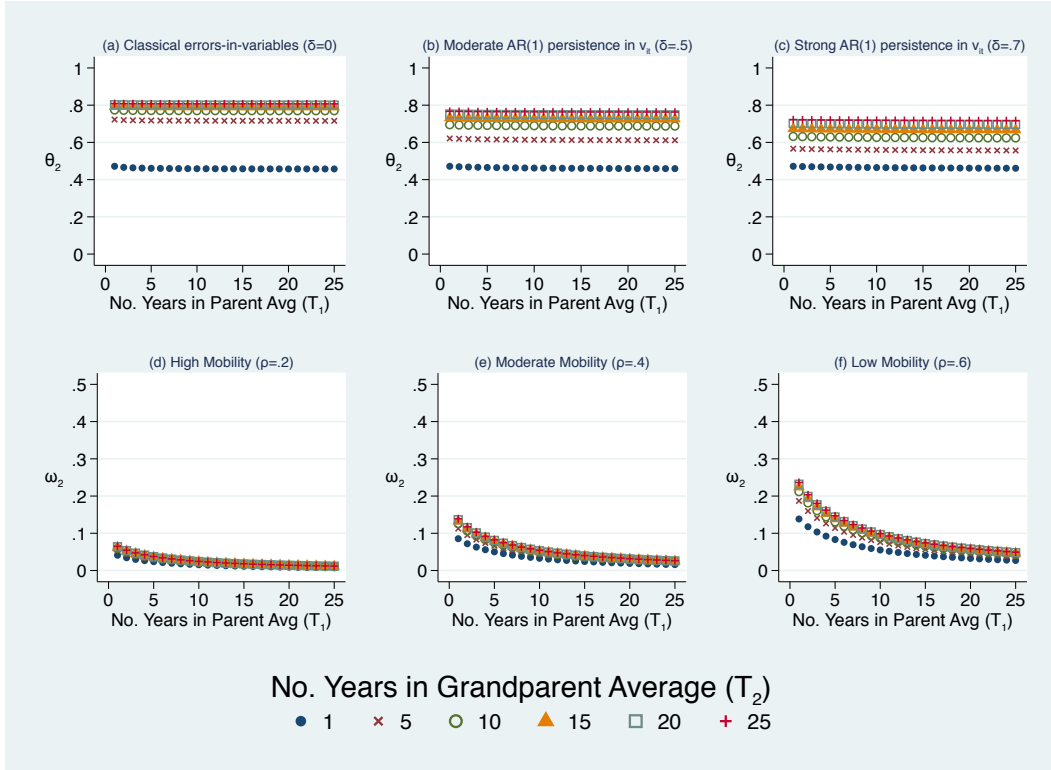 (a) Classical errors-in-variables (δ=0)
(b) Moderate AR(1) persistence in v_it (δ=.5)
(c) Strong AR(1) persistence in v_it (δ=.7)
θ₂
1
.8
.6
.4
.2
0
0 5 10 15 20 25
No. Years in Parent Avg (T₁)
θ₂
1
.8
.6
.4
.2
0
0 5 10 15 20 25
No. Years in Parent Avg (T₁)
θ₂
1
.8
.6
.4
.2
0
0 5 10 15 20 25
No. Years in Parent Avg (T₁)
(d) High Mobility (ρ=.2)
(e) Moderate Mobility (ρ=.4)
(f) Low Mobility (ρ=.6)
ω₂
.5
.4
.3
.2
.1
0
0 5 10 15 20 25
No. Years in Parent Avg (T₁)
ω₂
.5
.4
.3
.2
.1
0
0 5 10 15 20 25
No. Years in Parent Avg (T₁)
ω₂
.5
.4
.3
.2
.1
0
0 5 10 15 20 25
No. Years in Parent Avg (T₁)
No. Years in Grandparent Average (T₂)
1 5 10 15 20 25